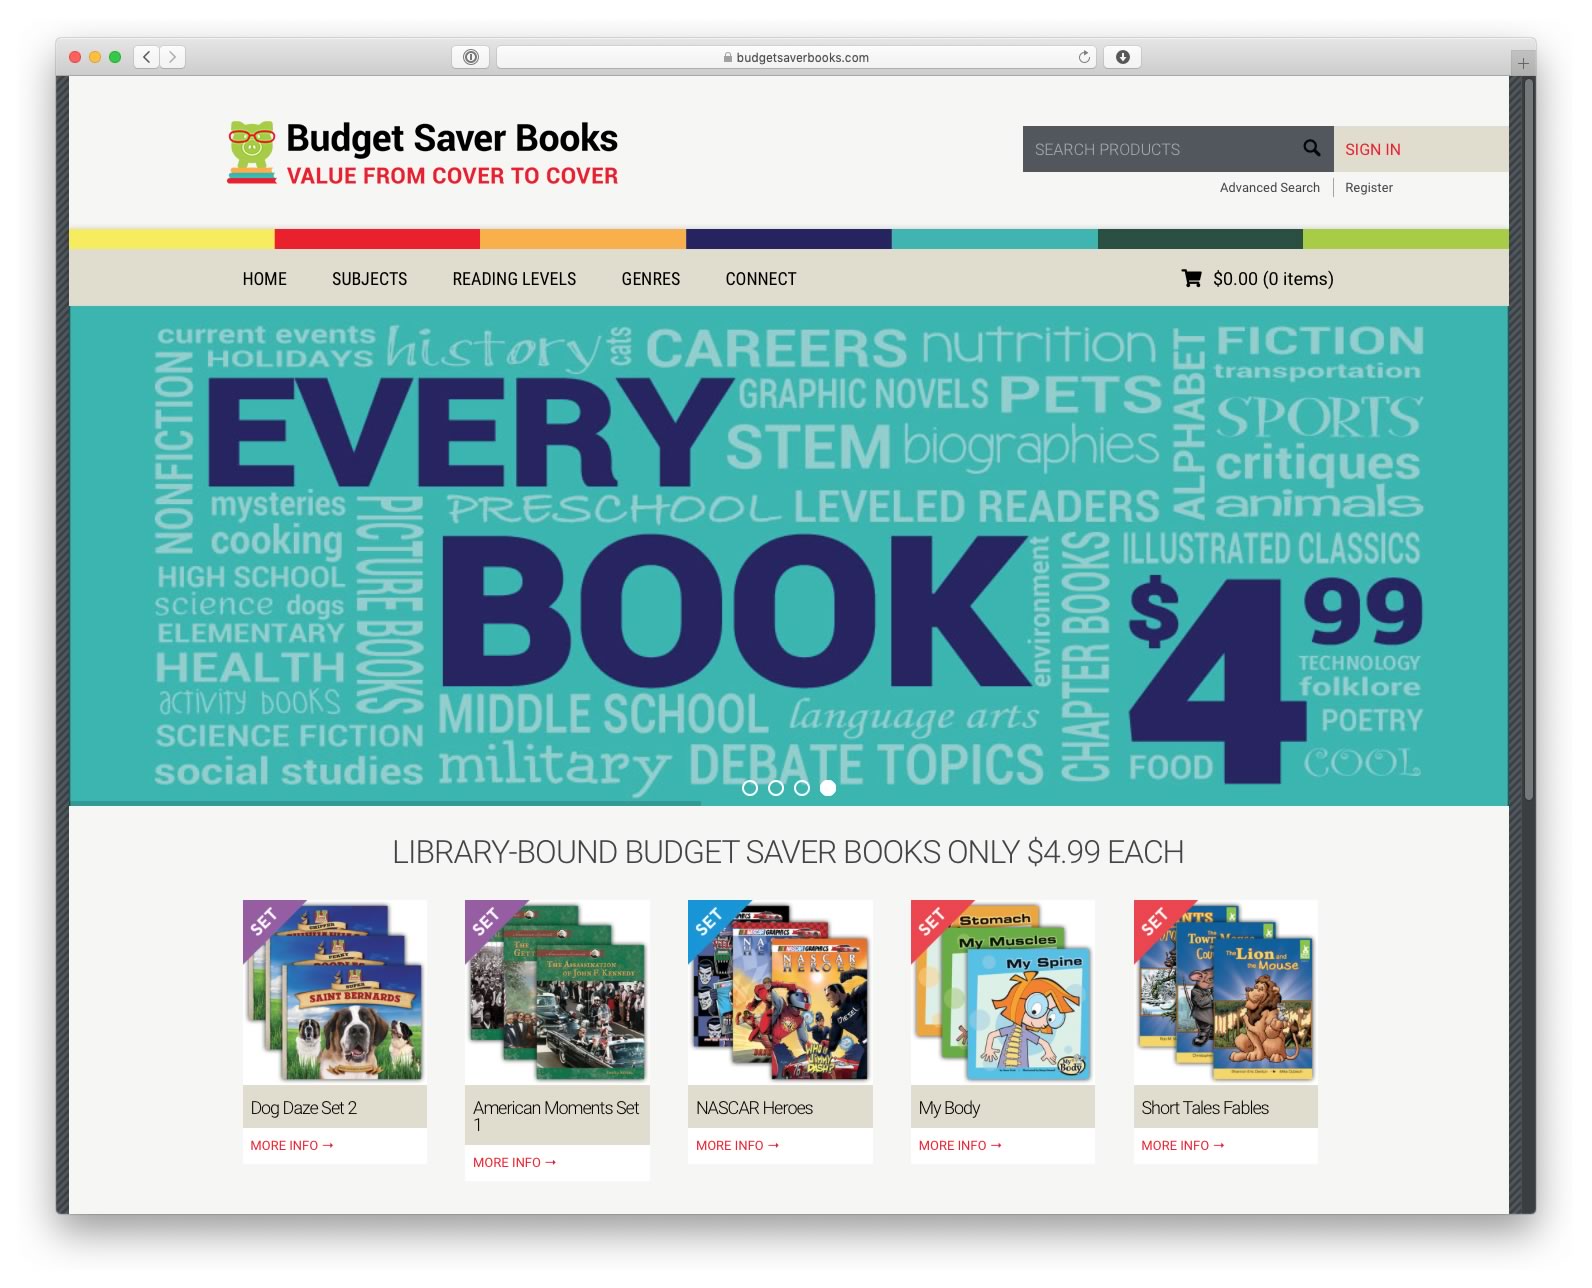 budgetsaverbooks.com
Budget Saver Books
VALUE FROM COVER TO COVER
SEARCH PRODUCTS
SIGN IN
Advanced Search
Register
HOME
SUBJECTS
READING LEVELS
GENRES
CONNECT
$0.00 (0 items)
current events
HOLIDAYS
history
cats
CAREERS
nutrition
ALPHABET
FICTION
transportation
NONFICTION
EVERY
GRAPHIC NOVELS
PETS
SPORTS
STEM
biographies
critiques
mysteries
PICTURE BOOKS
PRESCHOOL
LEVELED READERS
animals
cooking
BOOK
environment
CHAPTER BOOKS
ILLUSTRATED CLASSICS
HIGH SCHOOL
science
dogs
$4.99
ELEMENTARY
HEALTH
TECHNOLOGY
folklore
activity books
MIDDLE SCHOOL
language arts
POETRY
SCIENCE FICTION
social studies
military
DEBATE TOPICS
FOOD
COOL
LIBRARY-BOUND BUDGET SAVER BOOKS ONLY $4.99 EACH
SET
SUPER
SAINT BERNARDS
SET
THE ASSASSINATION
OF JOHN F. KENNEDY
SET
NASCAR
HEROES
WHO IS
JIMMY
DASH?
SET
Stomach
My Muscles
My Spine
My
Body
SET
The Lion and
the Mouse
Dog Daze Set 2
MORE INFO →
American Moments Set
1
MORE INFO →
NASCAR Heroes
MORE INFO →
My Body
MORE INFO →
Short Tales Fables
MORE INFO →